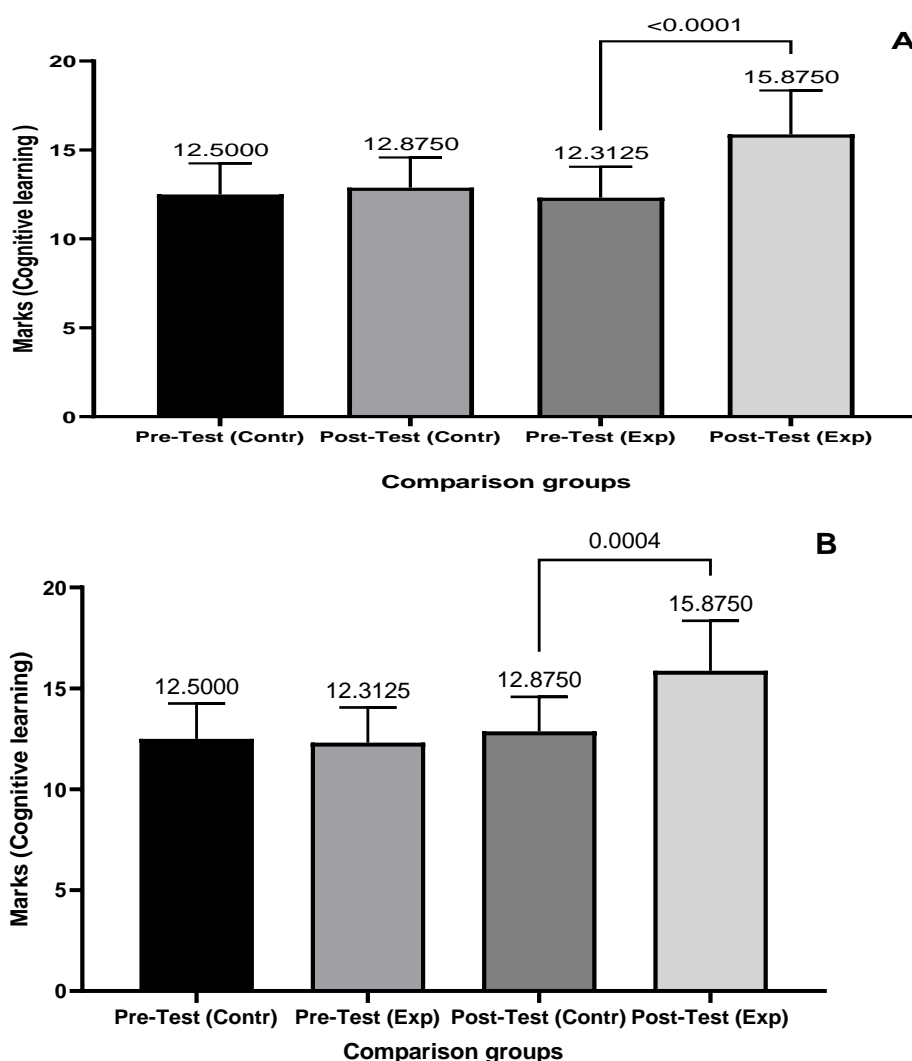 <0.0001
A
20
15.8750
12.5000
12.8750
12.3125
15
10
5
0
Marks (Cognitive learning )
Pre-Test (Contr) Post-Test (Contr) Pre-Test (Exp) Post-Test (Exp)
Comparison groups
B
0.0004
20
15.8750
12.5000
12.3125
12.8750
15
10
5
0
Marks (Cognitive learning)
Pre-Test (Contr) Pre-Test (Exp) Post-Test (Contr) Post-Test (Exp)
Comparison groups